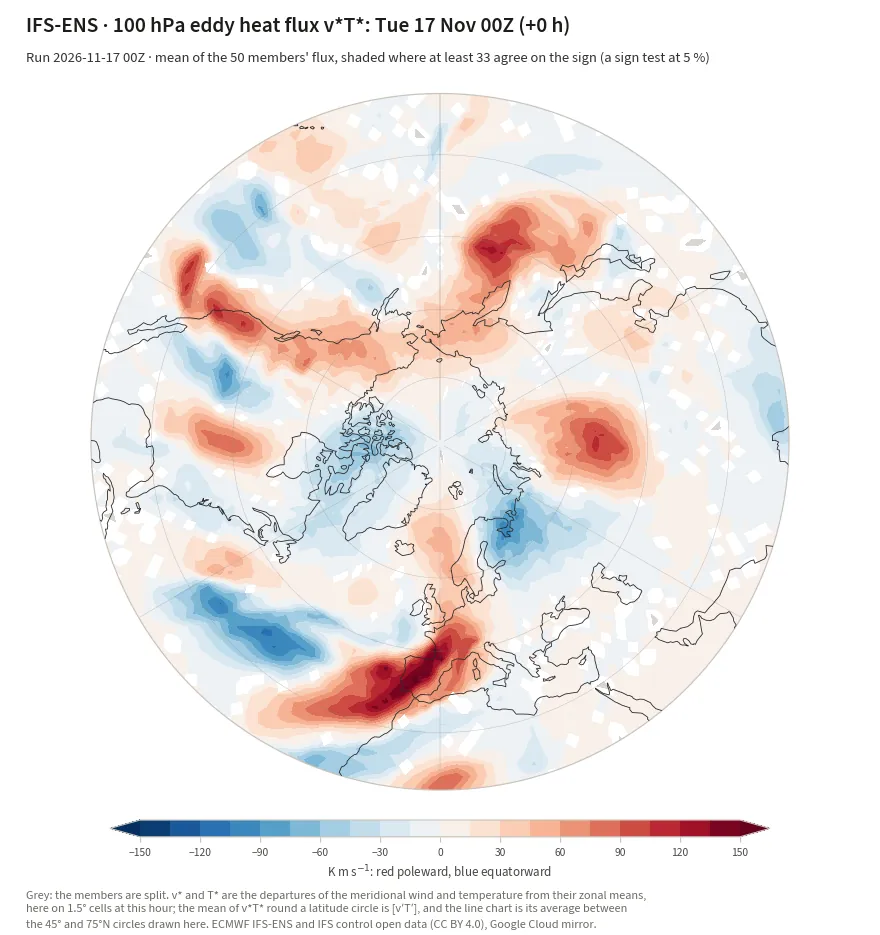 IFS-ENS · 100 hPa eddy heat flux v*T*: Tue 17 Nov 00Z (+0 h)
Run 2026-11-17 00Z · mean of the 50 members' flux, shaded where at least 33 agree on the sign (a sign test at 5 %)
−150 −120 −90 −60 −30 0 30 60 90 120 150
K m s⁻¹: red poleward, blue equatorward
Grey: the members are split. v* and T* are the departures of the meridional wind and temperature from their zonal means,
here on 1.5° cells at this hour; the mean of v*T* round a latitude circle is [v'T'], and the line chart is its average between
the 45° and 75°N circles drawn here. ECMWF IFS-ENS and IFS control open data (CC BY 4.0), Google Cloud mirror.